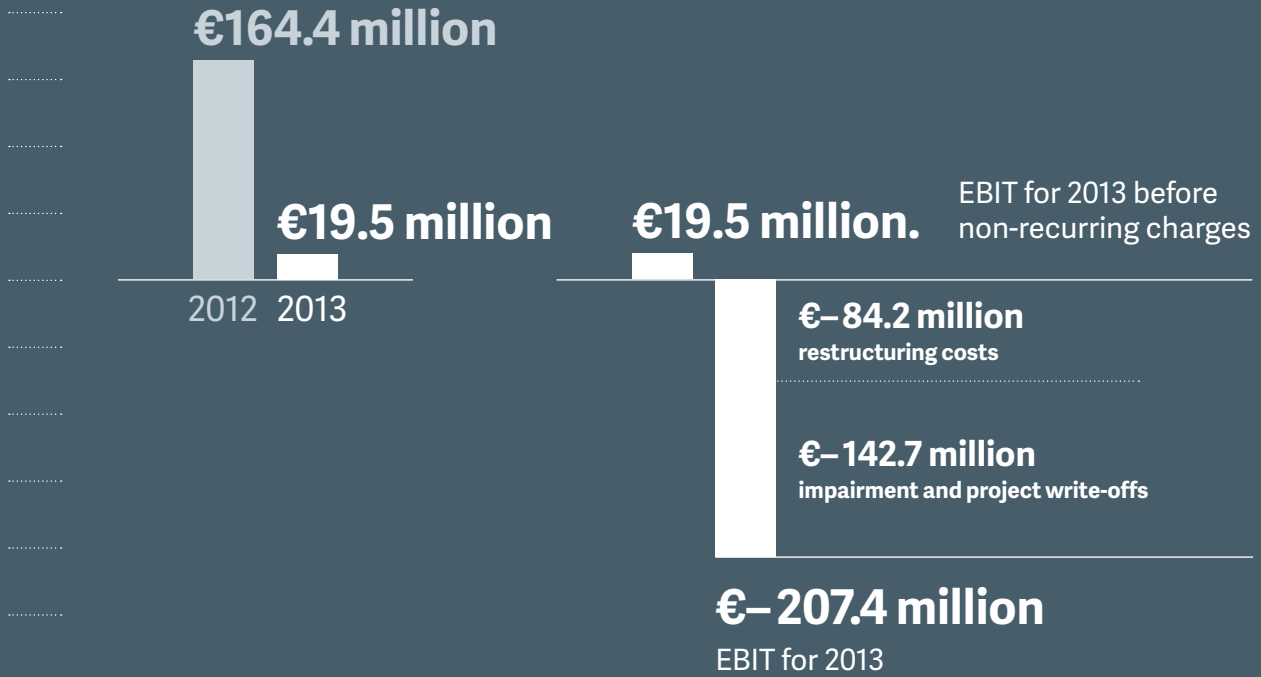 €164.4 million
€19.5 million
2012 2013
€19.5 million.
EBIT for 2013 before
non-recurring charges
€–84.2 million
restructuring costs
€–142.7 million
impairment and project write-offs
€–207.4 million
EBIT for 2013